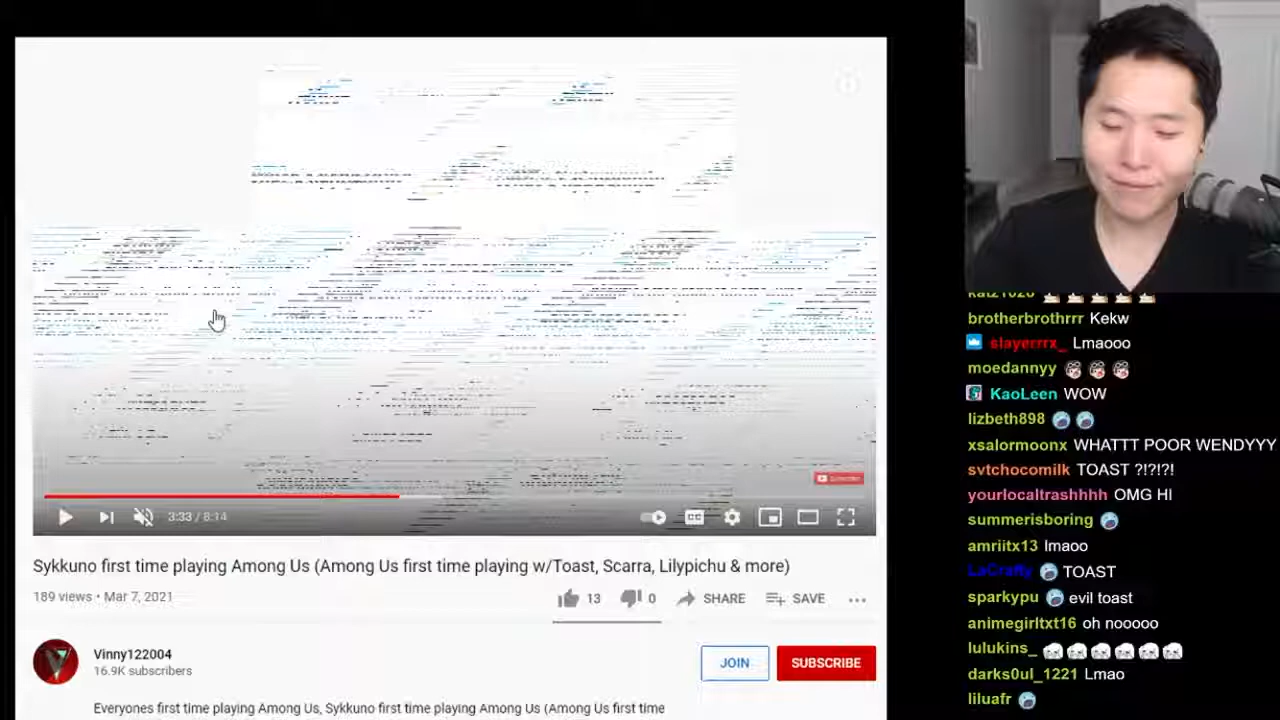 3:33 / 8:14
CC
Sykkuno first time playing Among Us (Among Us first time playing w/Toast, Scarra, Lilypichu & more)
189 views • Mar 7, 2021
13
0
SHARE
SAVE
Vinny122004
16.9K subscribers
JOIN
SUBSCRIBE
Everyones first time playing Among Us, Sykkuno first time playing Among Us (Among Us first time
brotherbrothrrr Kekw
slayerrrx_ Lmaooo
moedannyy
KaoLeen WOW
lizbeth898
xsalormoonx WHATTT POOR WENDYYY
svtchocomilk TOAST ?!?!?!
yourlocaltrashhhh OMG HI
summerisboring
amriitx13 lmaoo
LaCrafty TOAST
sparkypu evil toast
animegirltxt16 oh nooooo
lulukins_
darks0ul_1221 Lmao
liluafr